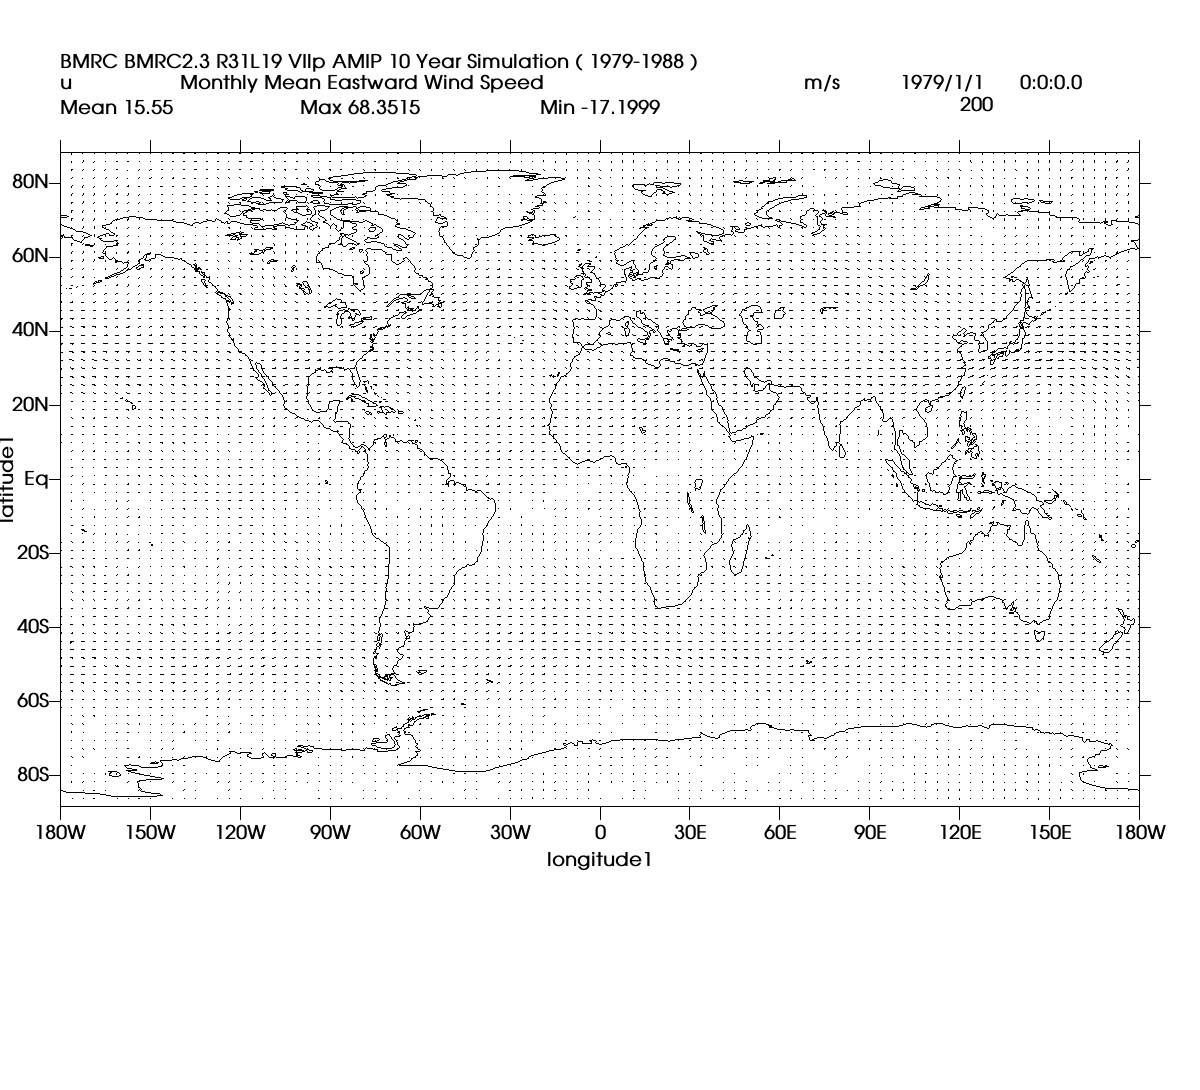 BMRC BMRC2.3 R31L19 VIIp AMIP 10 Year Simulation ( 1979-1988 )
u Monthly Mean Eastward Wind Speed m/s 1979/1/1 0:0:0.0
Mean 15.55 Max 68.3515 Min -17.1999 200
80N
60N
40N
20N
Eq
20S
40S
60S
80S
latitude1
180W 150W 120W 90W 60W 30W 0 30E 60E 90E 120E 150E 180W
longitude1